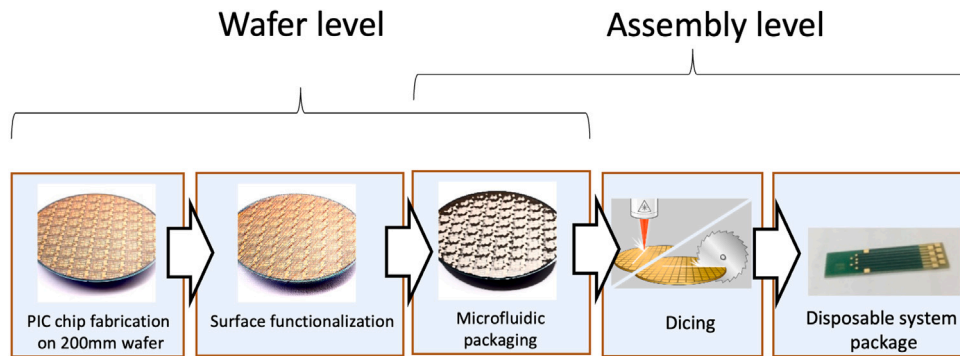 Wafer level
Assembly level
PIC chip fabrication
on 200mm wafer
Surface functionalization
Microfluidic
packaging
Dicing
Disposable system
package